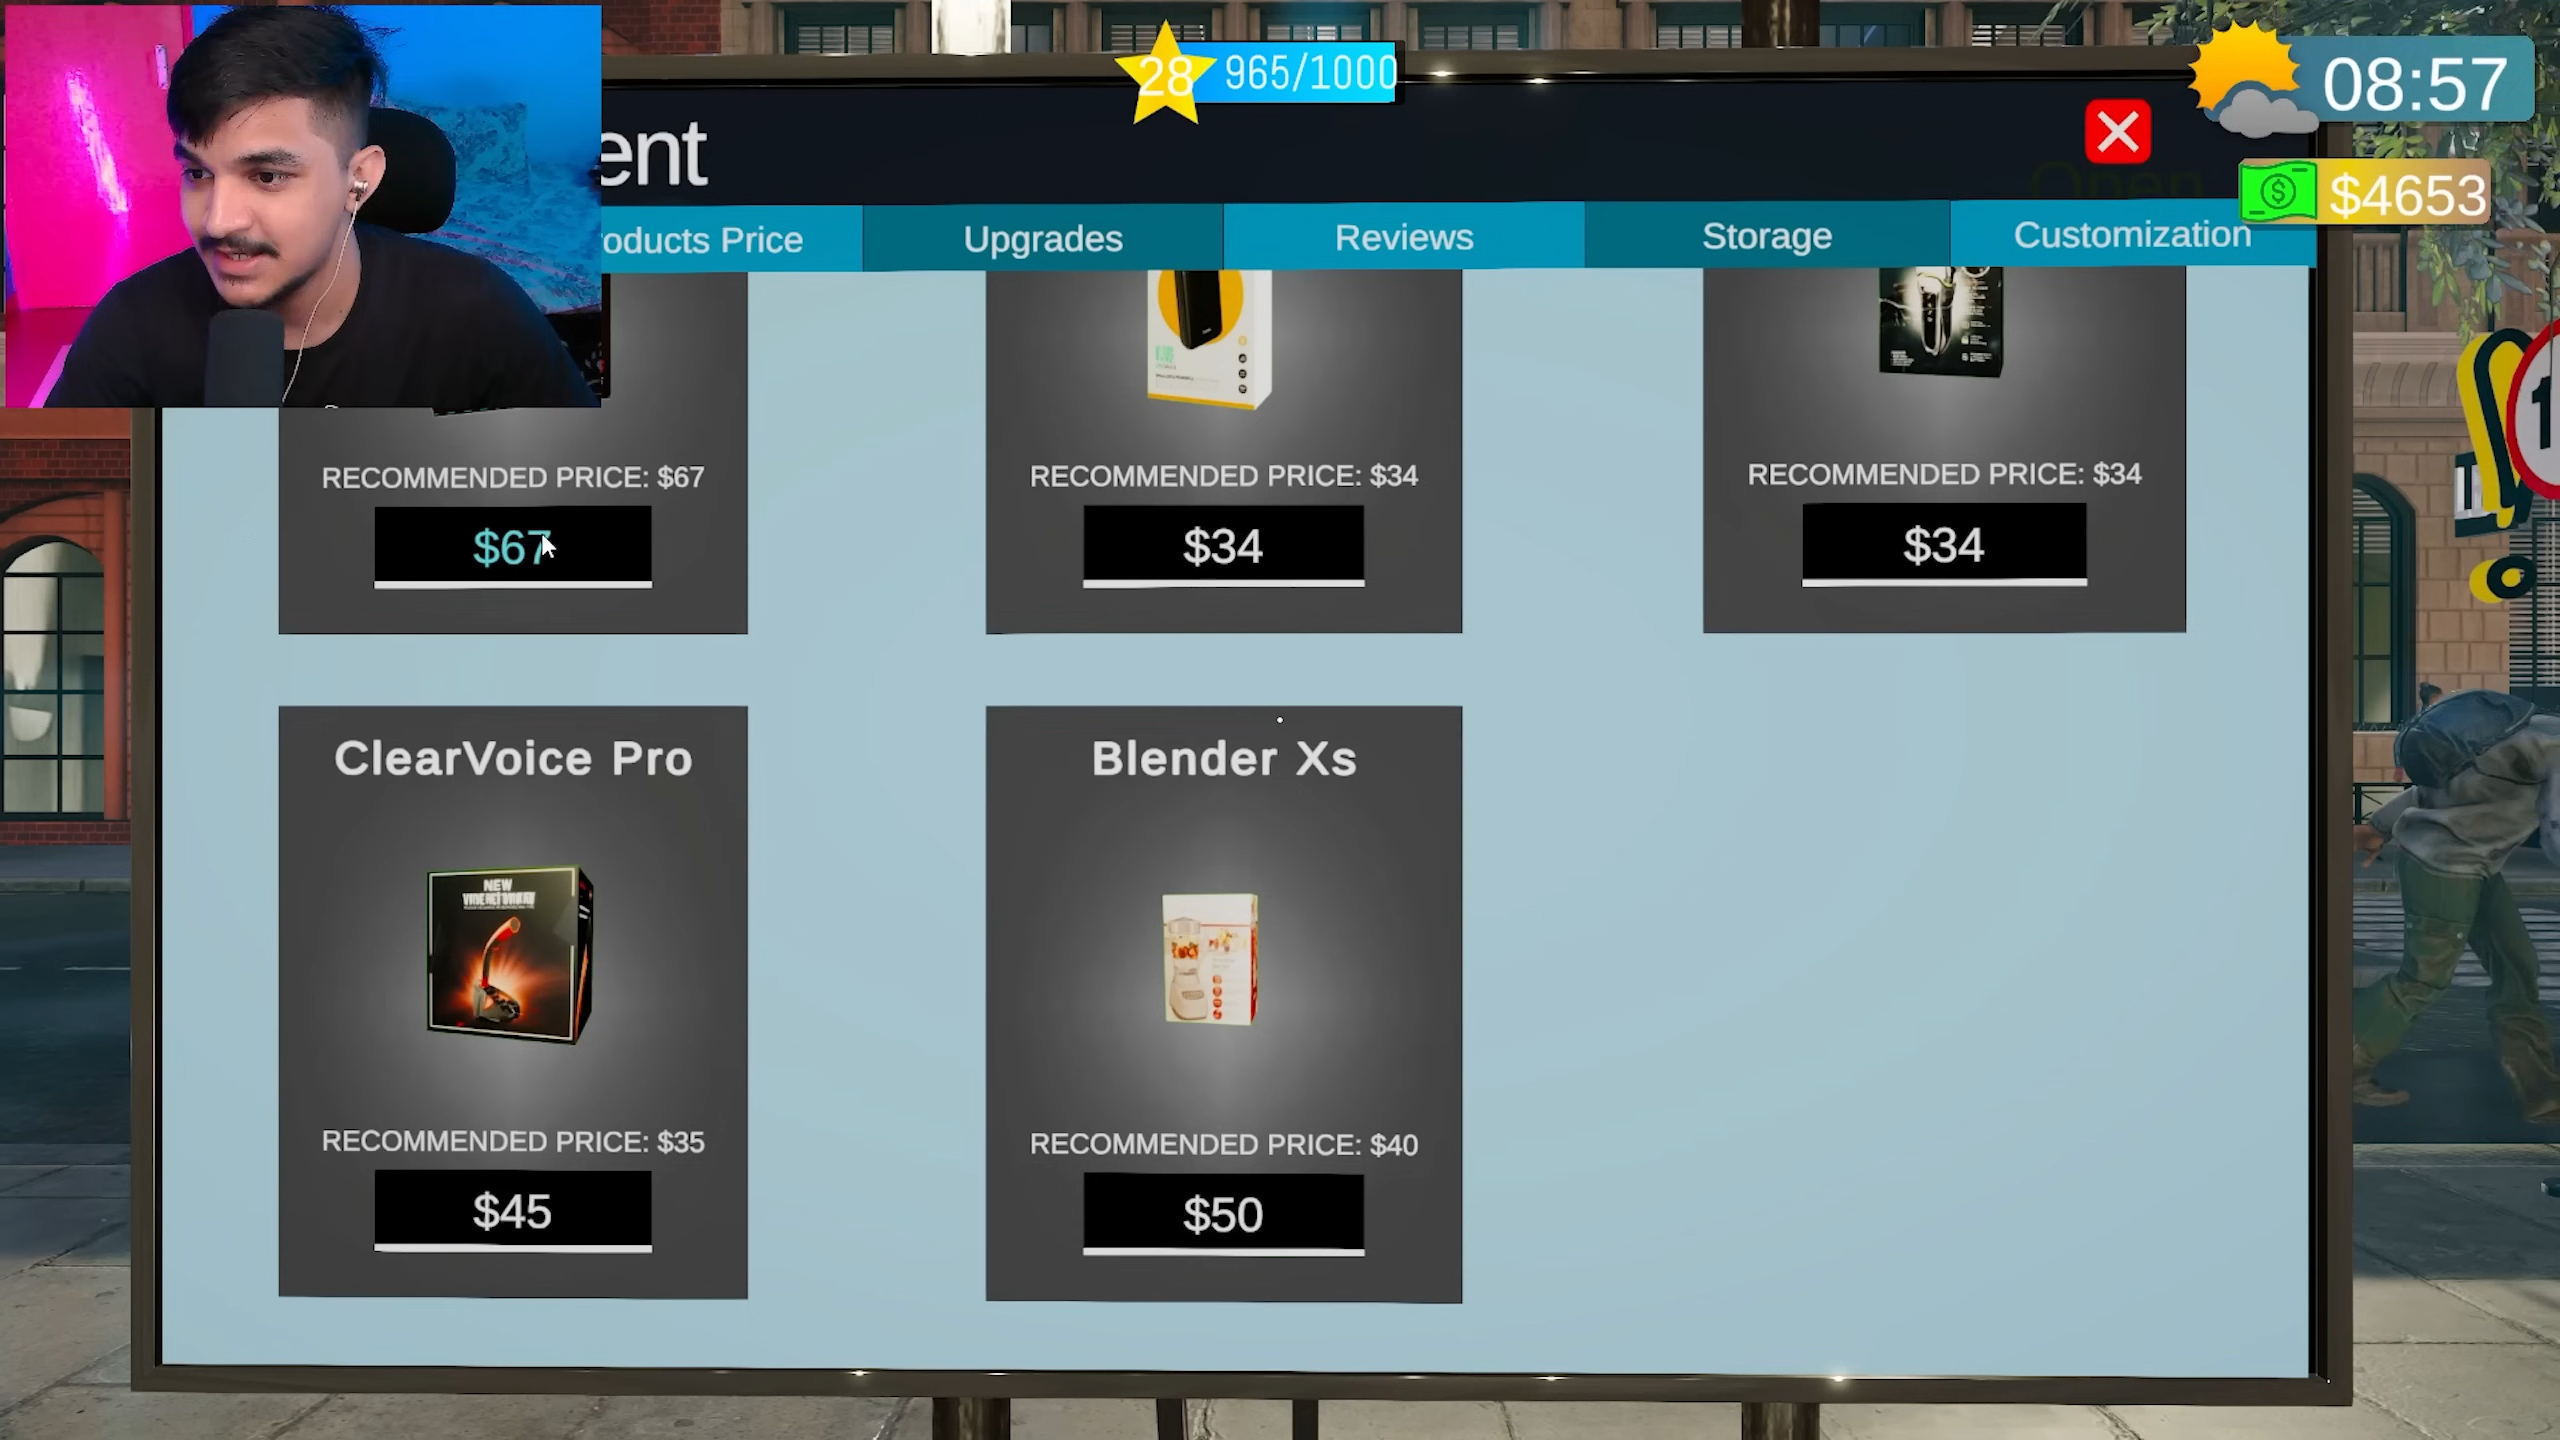 28 965/1000
08:57
$4653
ent
Open
oducts Price
Upgrades
Reviews
Storage
Customization
RECOMMENDED PRICE: $67
$67
RECOMMENDED PRICE: $34
$34
RECOMMENDED PRICE: $34
$34
ClearVoice Pro
NEW
RECOMMENDED PRICE: $35
$45
Blender Xs
RECOMMENDED PRICE: $40
$50